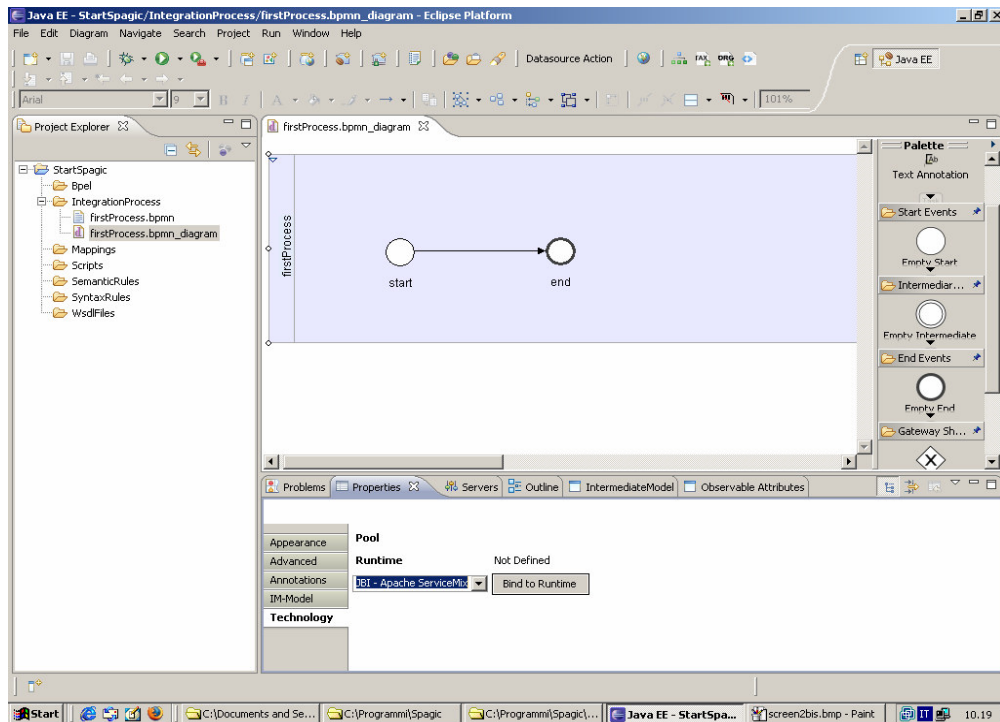 Java EE - StartSpagic/IntegrationProcess/firstProcess.bpmn_diagram - Eclipse Platform
File Edit Diagram Navigate Search Project Run Window Help
Datasource Action
FAX
ORG
Java EE
Arial
9
B I
A
101%
Project Explorer
StartSpagic
Bpel
IntegrationProcess
firstProcess.bpmn
firstProcess.bpmn_diagram
Mappings
Scripts
SemanticRules
SyntaxRules
WsdlFiles
firstProcess.bpmn_diagram
firstProcess
start
end
Palette
Ab
Text Annotation
Start Events
Empty Start
Intermediar...
Empty Intermediate
End Events
Empty End
Gateway Sh...
X
Problems Properties Servers Outline IntermediateModel Observable Attributes
Appearance
Advanced
Annotations
IM-Model
Technology
Pool
Runtime Not Defined
JBI - Apache ServiceMix Bind to Runtime
Start C:\Documents and Se... C:\Programmi\Spagic C:\Programmi\Spagic\... Java EE - StartSpa... screen2bis.bmp - Paint IT 10.19